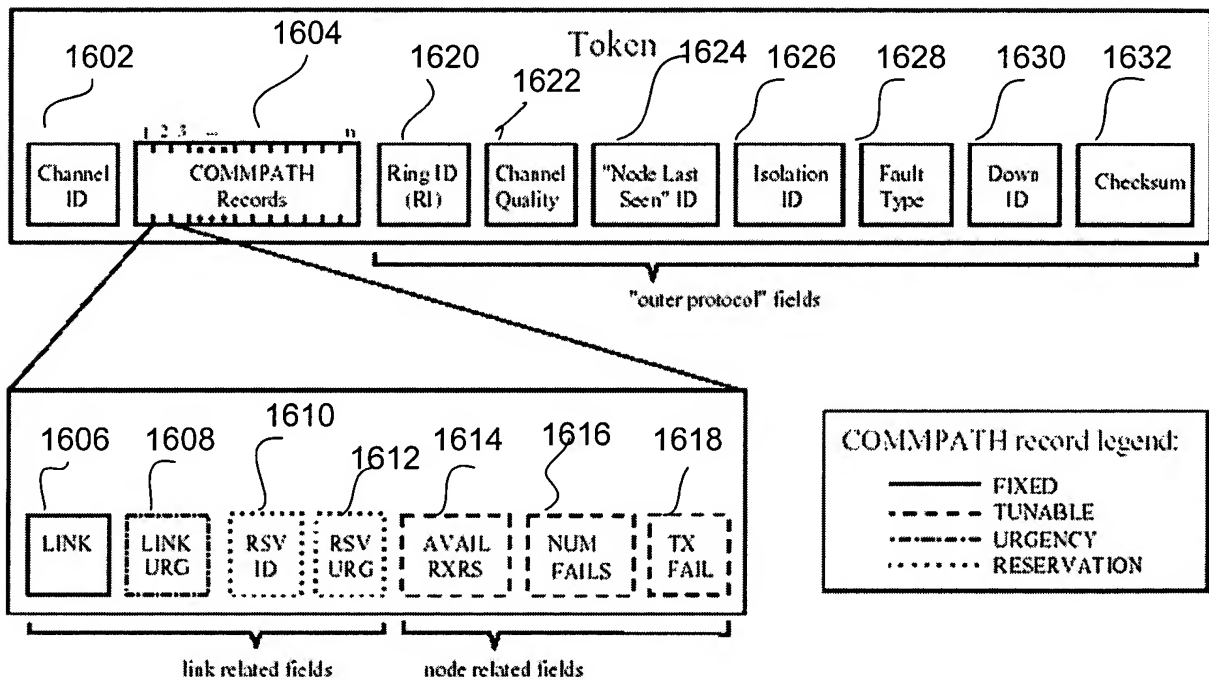 1602
1604
1620
Token
1622
1624
1626
1628
1630
1632
1 2 3 ... n
Channel ID
COMMPATH Records
Ring ID (RI)
Channel Quality
"Node Last Seen" ID
Isolation ID
Fault Type
Down ID
Checksum
"outer protocol" fields
1606
1608
1610
1612
1614
1616
1618
LINK
LINK URG
RSV ID
RSV URG
AVAIL RXRS
NUM FAILS
TX FAIL
link related fields
node related fields
COMMPATH record legend:
FIXED
TUNABLE
URGENCY
RESERVATION